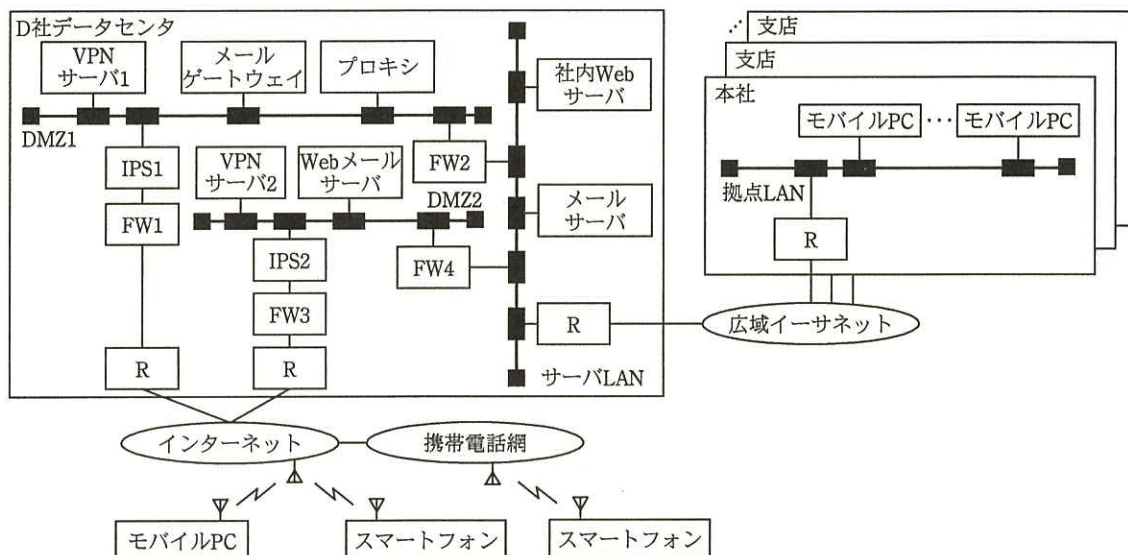 D社データセンタ
VPN
サーバ1
メール
ゲートウェイ
プロキシ
DMZ1
IPS1
FW1
R
VPN
サーバ2
Webメール
サーバ
FW2
DMZ2
IPS2
FW3
R
FW4
社内Web
サーバ
メール
サーバ
R
サーバLAN
支店
支店
本社
モバイルPC
…
モバイルPC
拠点LAN
R
広域イーサネット
インターネット
携帯電話網
モバイルPC
スマートフォン
スマートフォン